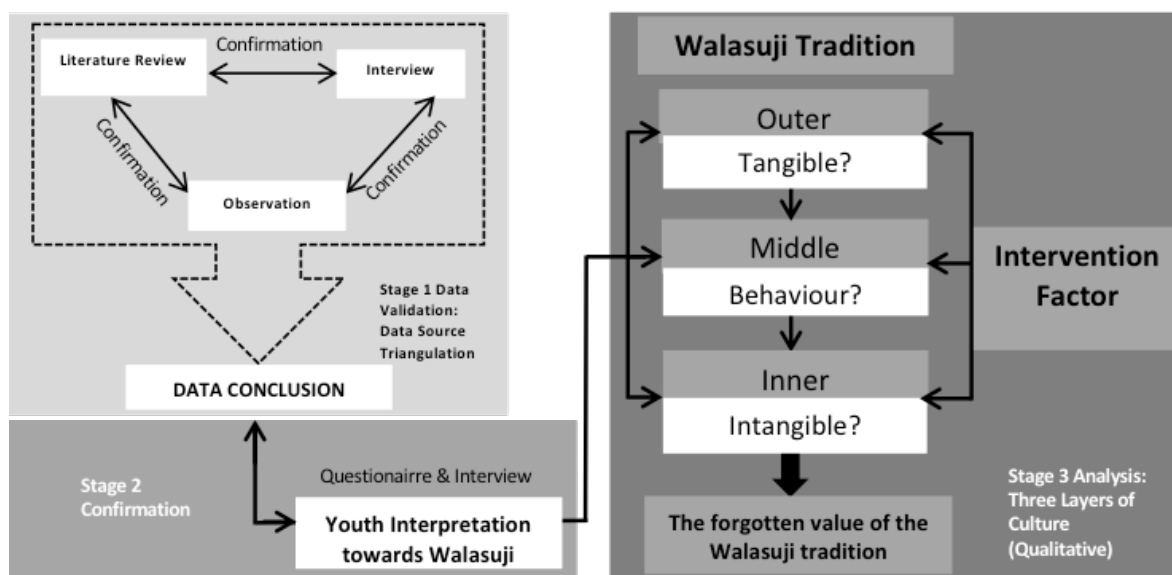 Confirmation
Literature Review
Interview
Confirmation
Confirmation
Observation
Stage 1 Data
Validation:
Data Source
Triangulation
DATA CONCLUSION
Stage 2
Confirmation
Questionairre & Interview
Youth Interpretation
towards Walasuji
Walasuji Tradition
Outer
Tangible?
Middle
Behaviour?
Inner
Intangible?
The forgotten value of the
Walasuji tradition
Intervention
Factor
Stage 3 Analysis:
Three Layers of
Culture
(Qualitative)